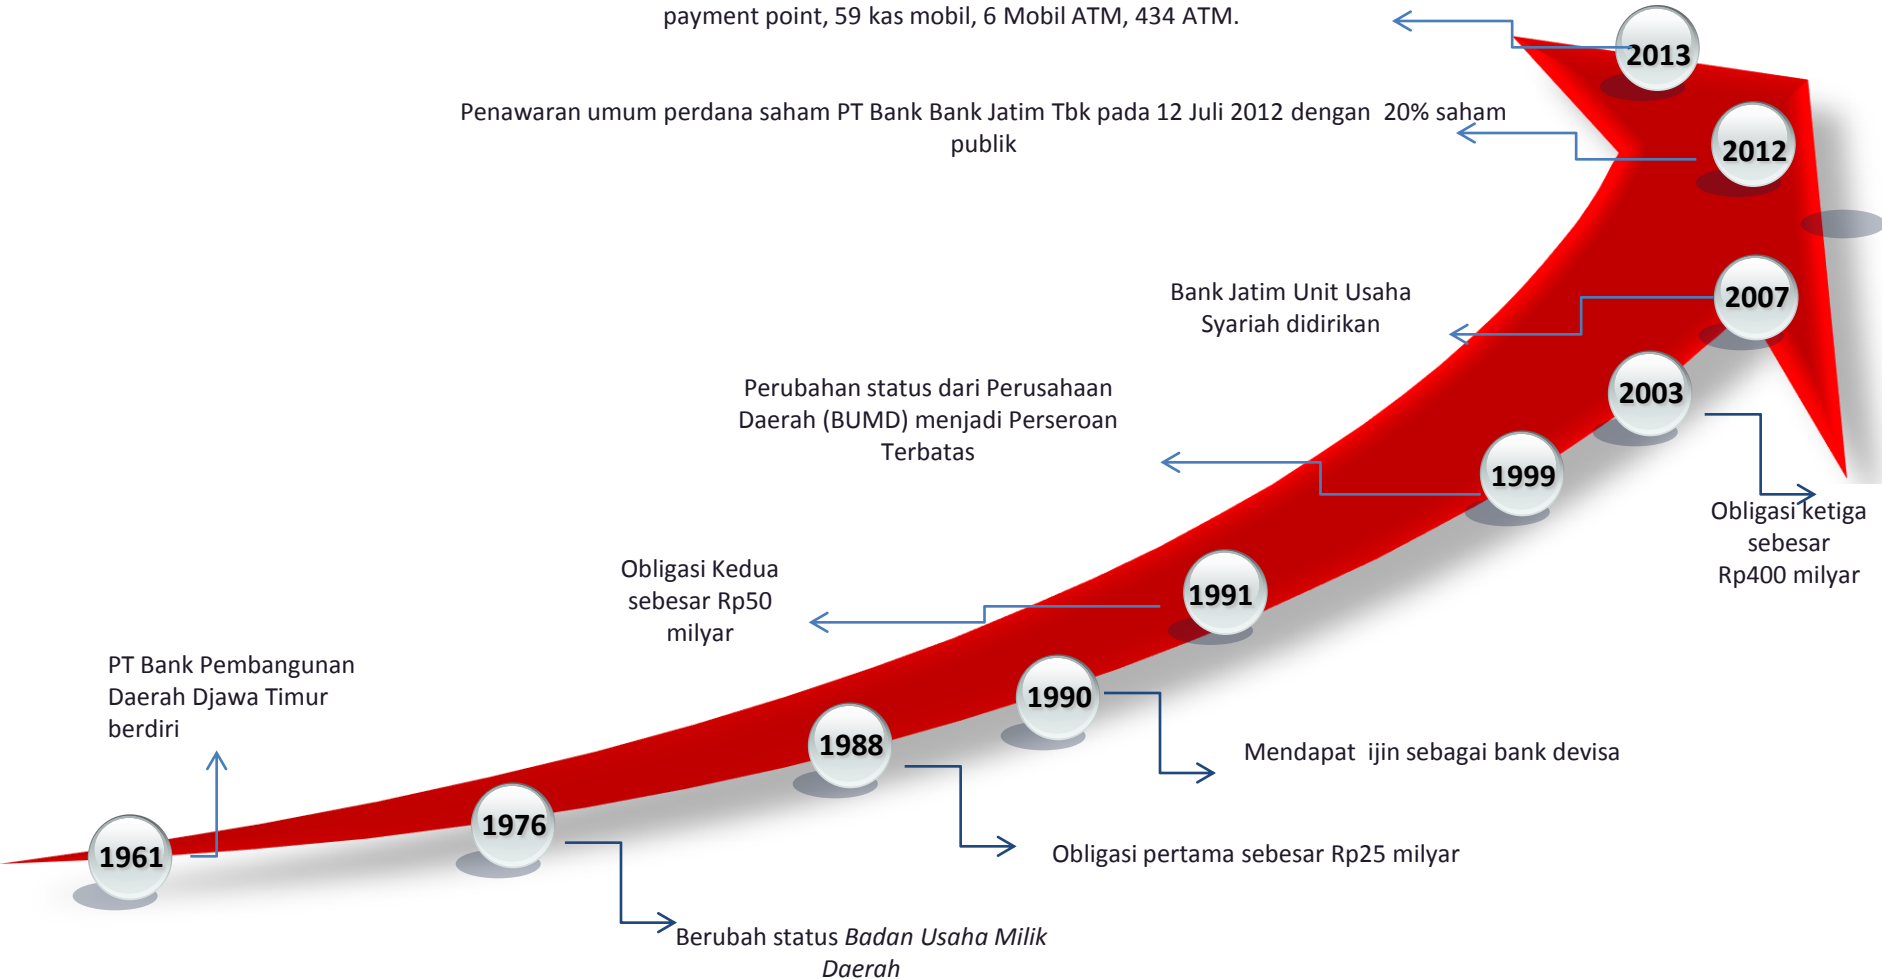 payment point, 59 kas mobil, 6 Mobil ATM, 434 ATM.
2013
Penawaran umum perdana saham PT Bank Bank Jatim Tbk pada 12 Juli 2012 dengan 20% saham
publik
2012
Bank Jatim Unit Usaha
Syariah didirikan
2007
Perubahan status dari Perusahaan
Daerah (BUMD) menjadi Perseroan
Terbatas
2003
1999
Obligasi ketiga
sebesar
Rp400 milyar
Obligasi Kedua
sebesar Rp50
milyar
1991
PT Bank Pembangunan
Daerah Djawa Timur
berdiri
1990
Mendapat ijin sebagai bank devisa
1988
Obligasi pertama sebesar Rp25 milyar
1976
1961
Berubah status Badan Usaha Milik
Daerah